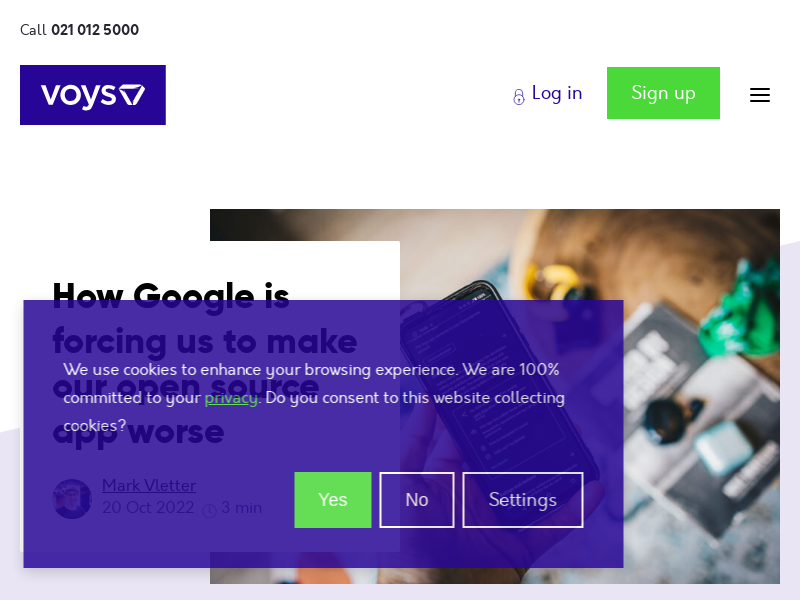 Call 021 012 5000
VOYS
Log in
Sign up
How Google is
forcing us to make
our open source
app worse
Mark Vletter
20 Oct 2022 3 min
We use cookies to enhance your browsing experience. We are 100%
committed to your privacy. Do you consent to this website collecting
cookies?
Yes
No
Settings